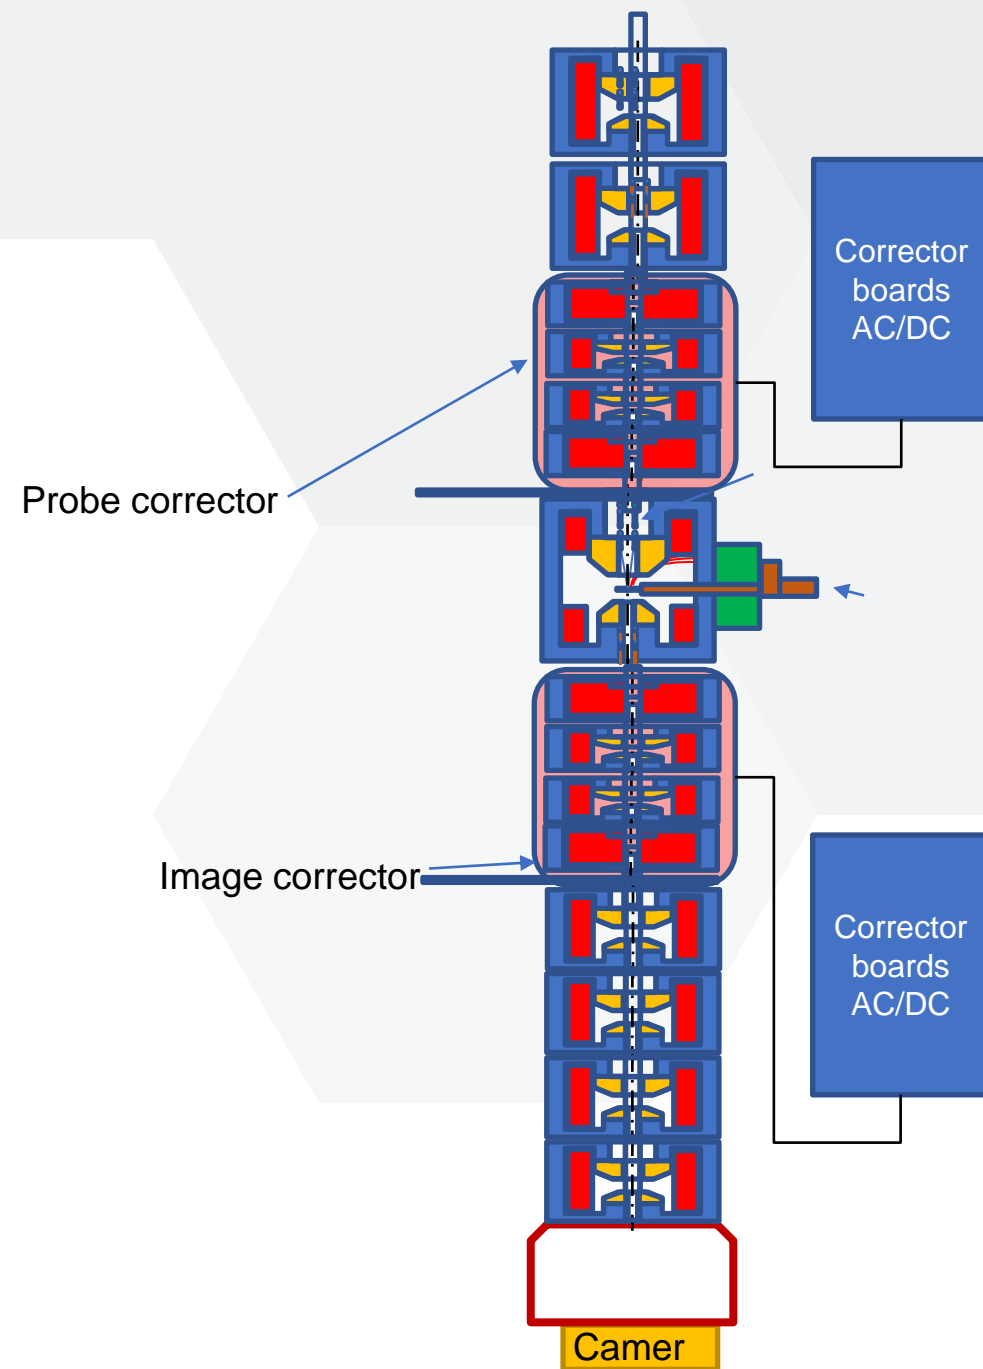 Corrector
boards
AC/DC
Probe corrector
Image corrector
Corrector
boards
AC/DC
Camer